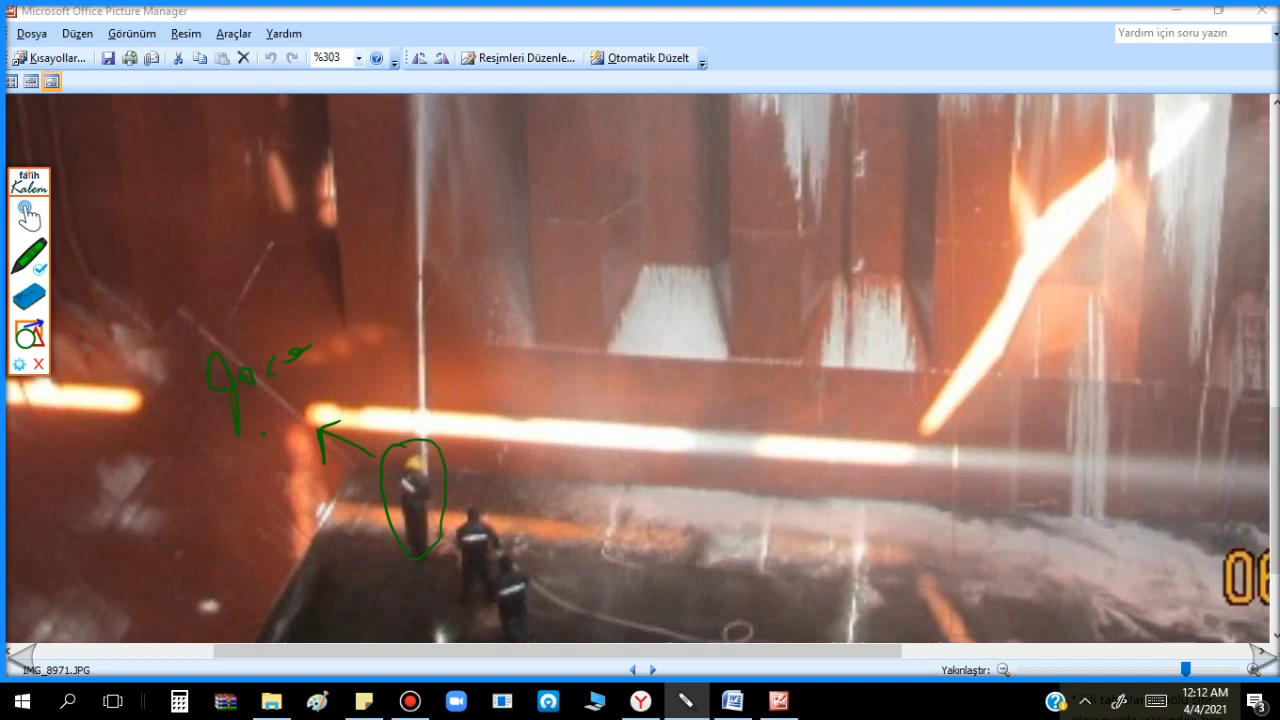 Microsoft Office Picture Manager
Dosya Düzen Görünüm Resim Araçlar Yardım
Yardım için soru yazın
Kısayollar... %303 Resimleri Düzenle... Otomatik Düzelt
fatih
Kalem
06
IMG_8971.JPG
Yakınlaştır:
12:12 AM
4/4/2021
3